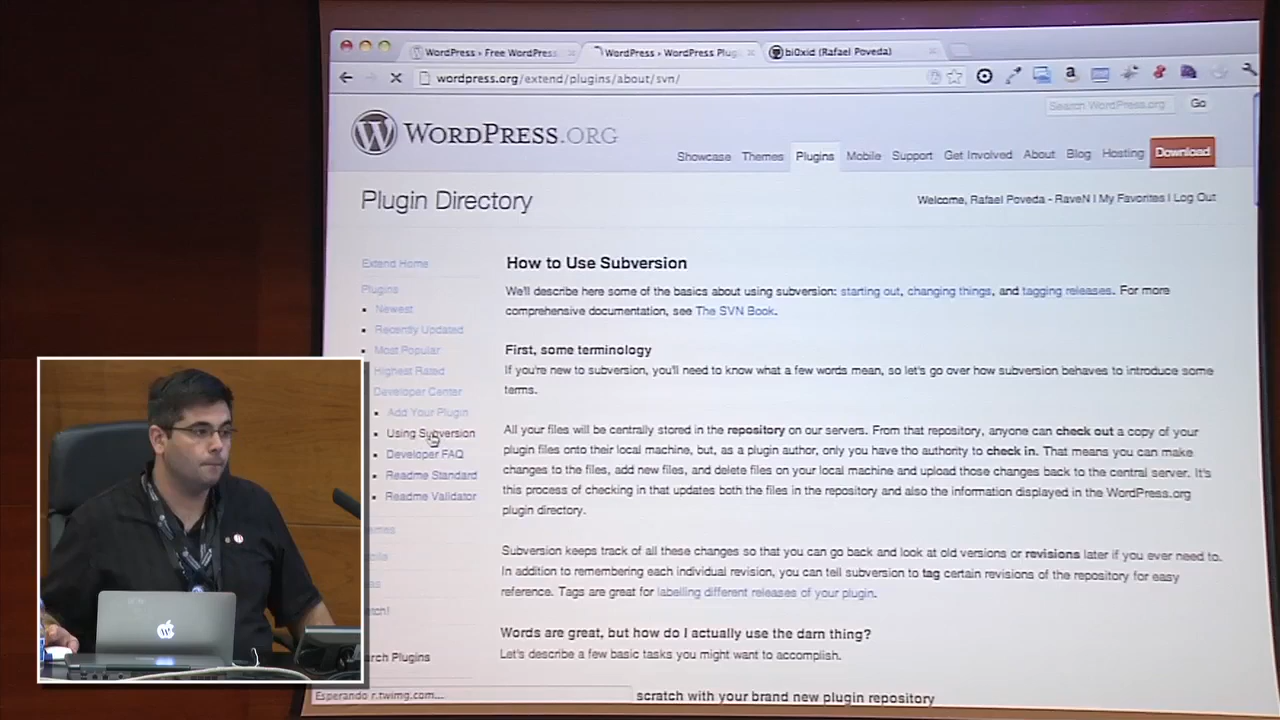 WordPress › Free WordPress
WordPress › WordPress Plug
bi0xid (Rafael Poveda)
wordpress.org/extend/plugins/about/svn/
Search WordPress.org
Go
WORDPRESS.ORG
Showcase Themes Plugins Mobile Support Get Involved About Blog Hosting Download
Plugin Directory
Welcome, Rafael Poveda - RaveN | My Favorites | Log Out
Extend Home
Plugins
Newest
Recently Updated
Most Popular
Highest Rated
Developer Center
Add Your Plugin
Using Subversion
Developer FAQ
Readme Standard
Readme Validator
arch Plugins
How to Use Subversion
We'll describe here some of the basics about using subversion: starting out, changing things, and tagging releases. For more
comprehensive documentation, see The SVN Book.
First, some terminology
If you're new to subversion, you'll need to know what a few words mean, so let's go over how subversion behaves to introduce some
terms.
All your files will be centrally stored in the repository on our servers. From that repository, anyone can check out a copy of your
plugin files onto their local machine, but, as a plugin author, only you have tho authority to check in. That means you can make
changes to the files, add new files, and delete files on your local machine and upload those changes back to the central server. It's
this process of checking in that updates both the files in the repository and also the information displayed in the WordPress.org
plugin directory.
Subversion keeps track of all these changes so that you can go back and look at old versions or revisions later if you ever need to.
In addition to remembering each individual revision, you can tell subversion to tag certain revisions of the repository for easy
reference. Tags are great for labelling different releases of your plugin.
Words are great, but how do I actually use the darn thing?
Let's describe a few basic tasks you might want to accomplish.
scratch with your brand new plugin repository
Esperando r.twimg.com...